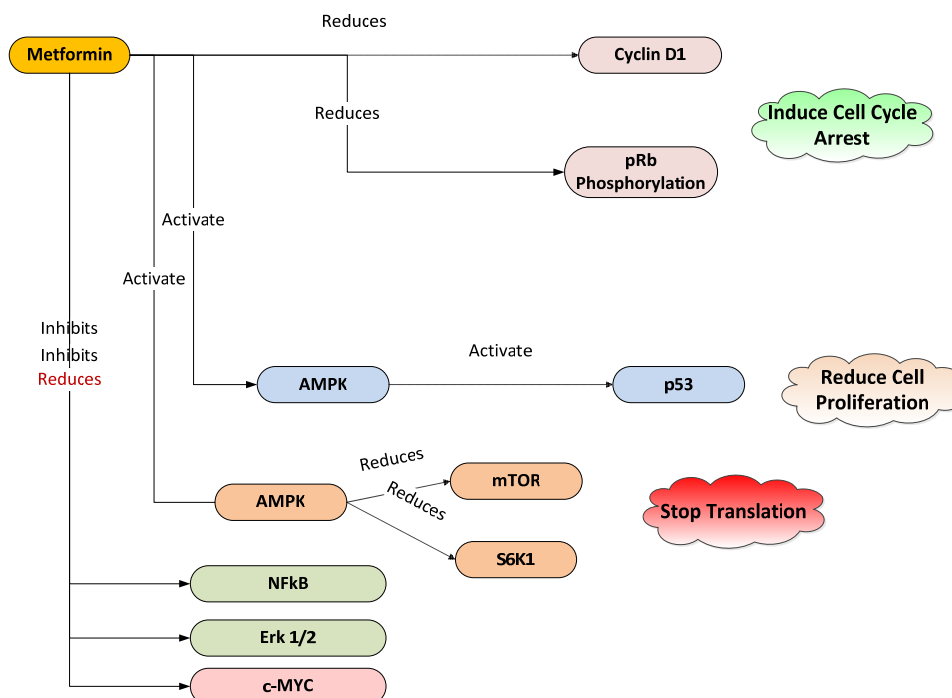 Reduces
Metformin
Cyclin D1
Induce Cell Cycle
Arrest
Reduces
pRb
Phosphorylation
Activate
Activate
Inhibits
Inhibits
Reduces
Activate
AMPK
p53
Reduce Cell
Proliferation
Reduces
mTOR
Reduces
AMPK
Stop Translation
S6K1
NFkB
Erk 1/2
c-MYC